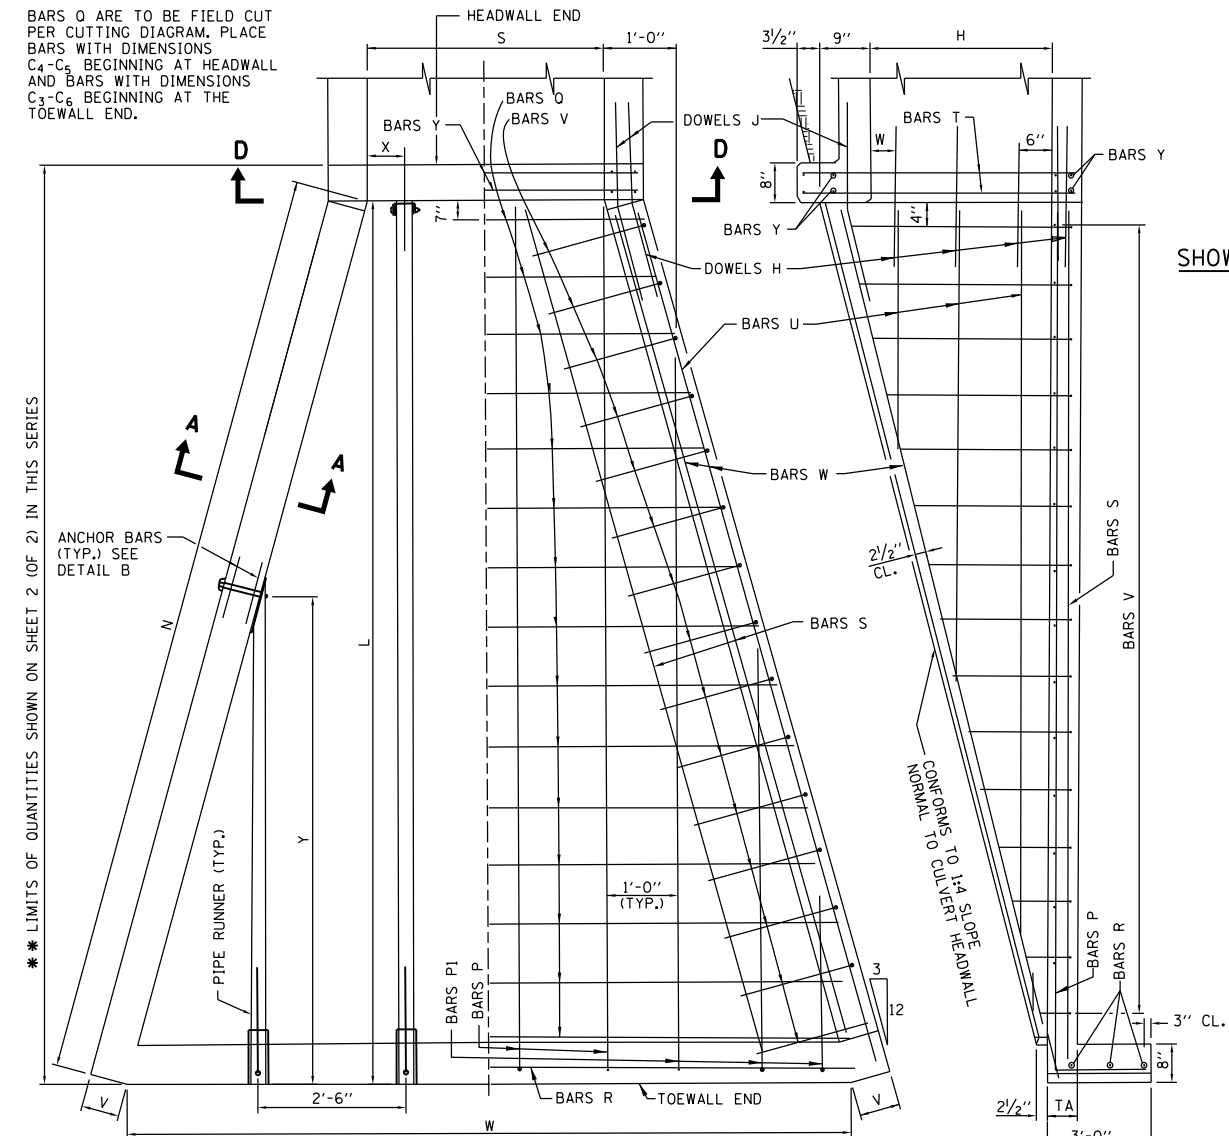 BARS Q ARE TO BE FIELD CUT
PER CUTTING DIAGRAM. PLACE
BARS WITH DIMENSIONS
C4-C5 BEGINNING AT HEADWALL
AND BARS WITH DIMENSIONS
C3-C6 BEGINNING AT THE
TOEWALL END.
HEADWALL END
S
1'-0"
3½"
9"
H
BARS Q
BARS V
BARS Y
DOWELS J
BARS T
W
6"
BARS Y
X
D
D
8"
7"
4"
BARS Y
DOWELS H
SHOW
BARS U
A
A
BARS W
BARS S
2½"
CL.
BARS V
ANCHOR BARS
(TYP.) SEE
DETAIL B
N
L
Y
BARS S
** LIMITS OF QUANTITIES SHOWN ON SHEET 2 (OF 2) IN THIS SERIES
CONFORMS TO 1:4 SLOPE
NORMAL TO CULVERT HEADWALL
1'-0"
(TYP.)
PIPE RUNNER (TYP.)
BARS P1
BARS P
3
12
BARS P
BARS R
3" CL.
8"
V
2'-6"
BARS R
TOEWALL END
V
W
2½"
TA
3'-0"